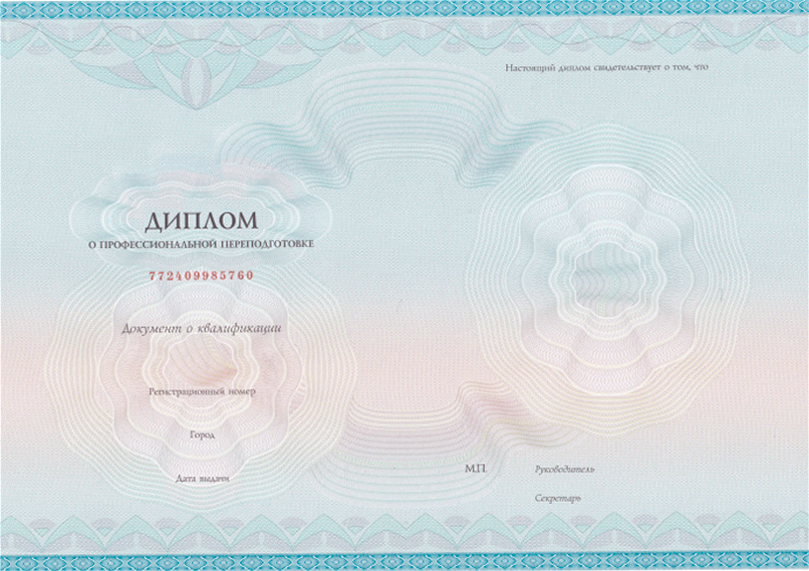 Настоящий диплом свидетельствует о том, что
ДИПЛОМ
О ПРОФЕССИОНАЛЬНОЙ ПЕРЕПОДГОТОВКЕ
772409985760
Документ о квалификации
Регистрационный номер
Город
Дата выдачи
М.П.
Руководитель
Секретарь